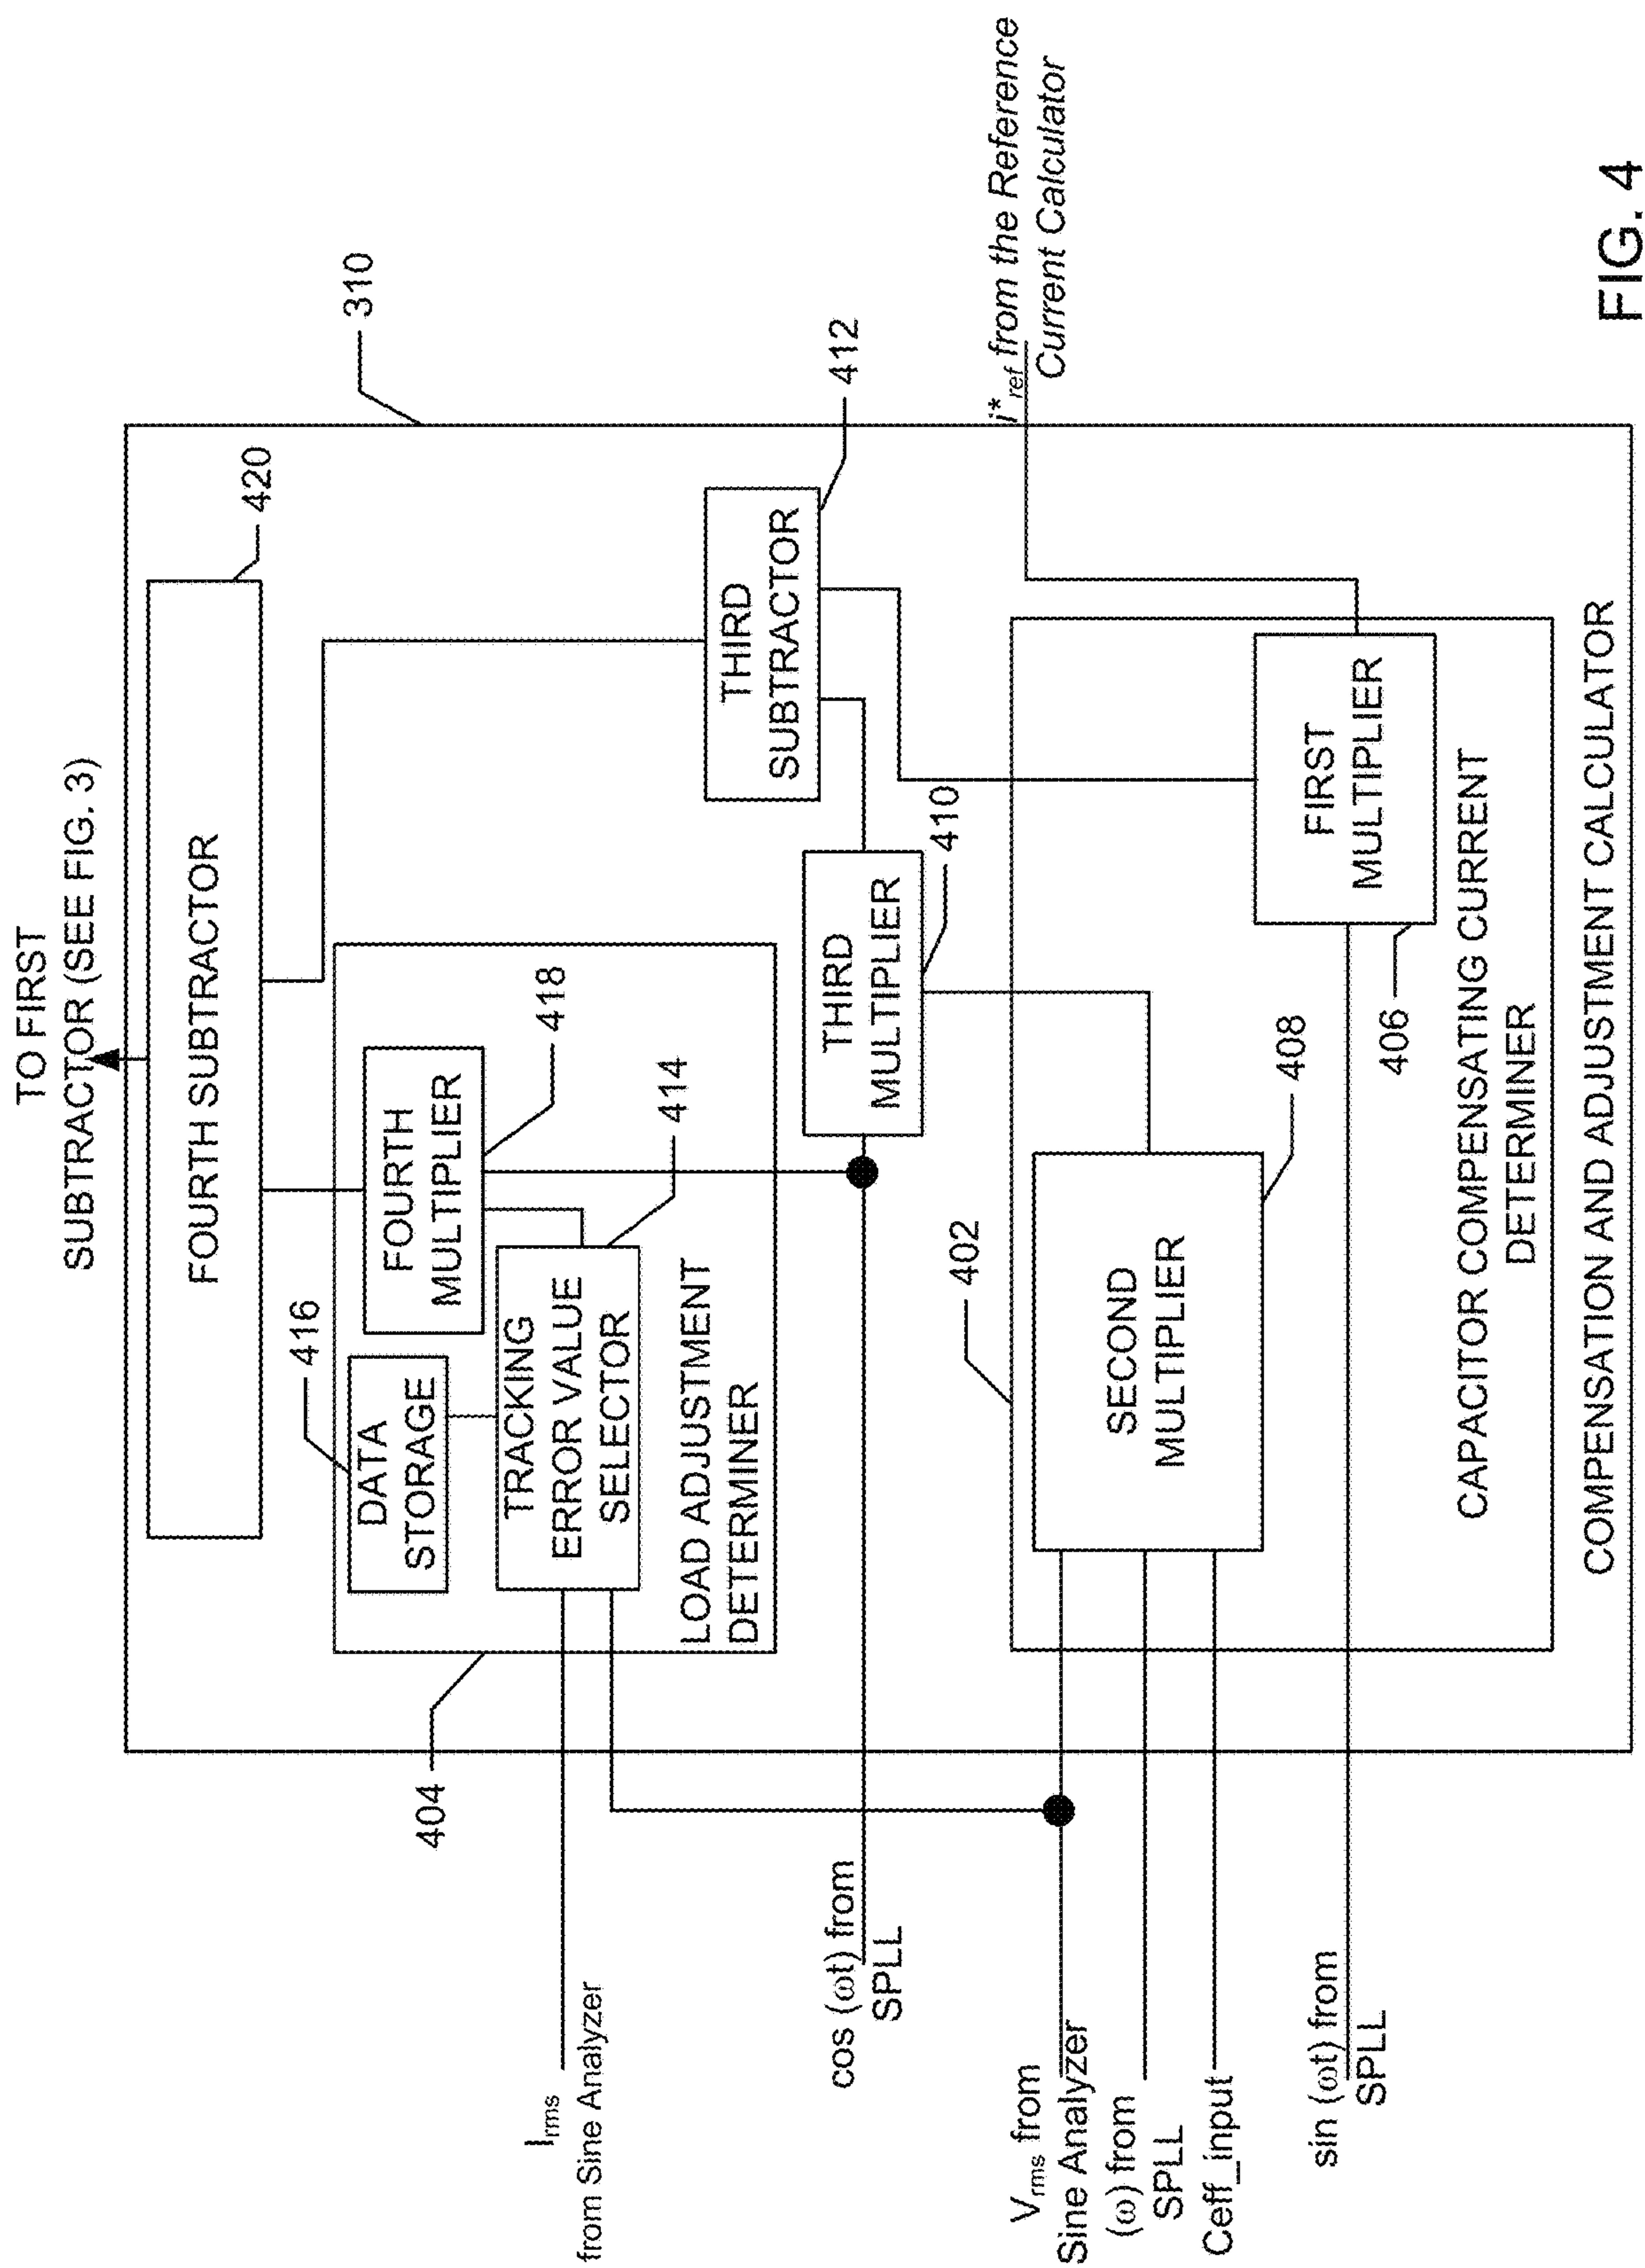 TO FIRST
SUBTRACTOR (SEE FIG. 3)
FOURTH SUBTRACTOR
420
310
416
DATA
STORAGE
FOURTH
MULTIPLIER
418
TRACKING
ERROR VALUE
SELECTOR
414
LOAD ADJUSTMENT
DETERMINER
404
THIRD
SUBTRACTOR
412
THIRD
MULTIPLIER
410
I_rms
from Sine Analyzer
cos (ωt) from
SPLL
V_rms from
Sine Analyzer
(ω) from
SPLL
Ceff_input
sin (ωt) from
SPLL
i*_ref from the Reference
Current Calculator
402
SECOND
MULTIPLIER
408
FIRST
MULTIPLIER
406
CAPACITOR COMPENSATING CURRENT
DETERMINER
COMPENSATION AND ADJUSTMENT CALCULATOR
FIG. 4